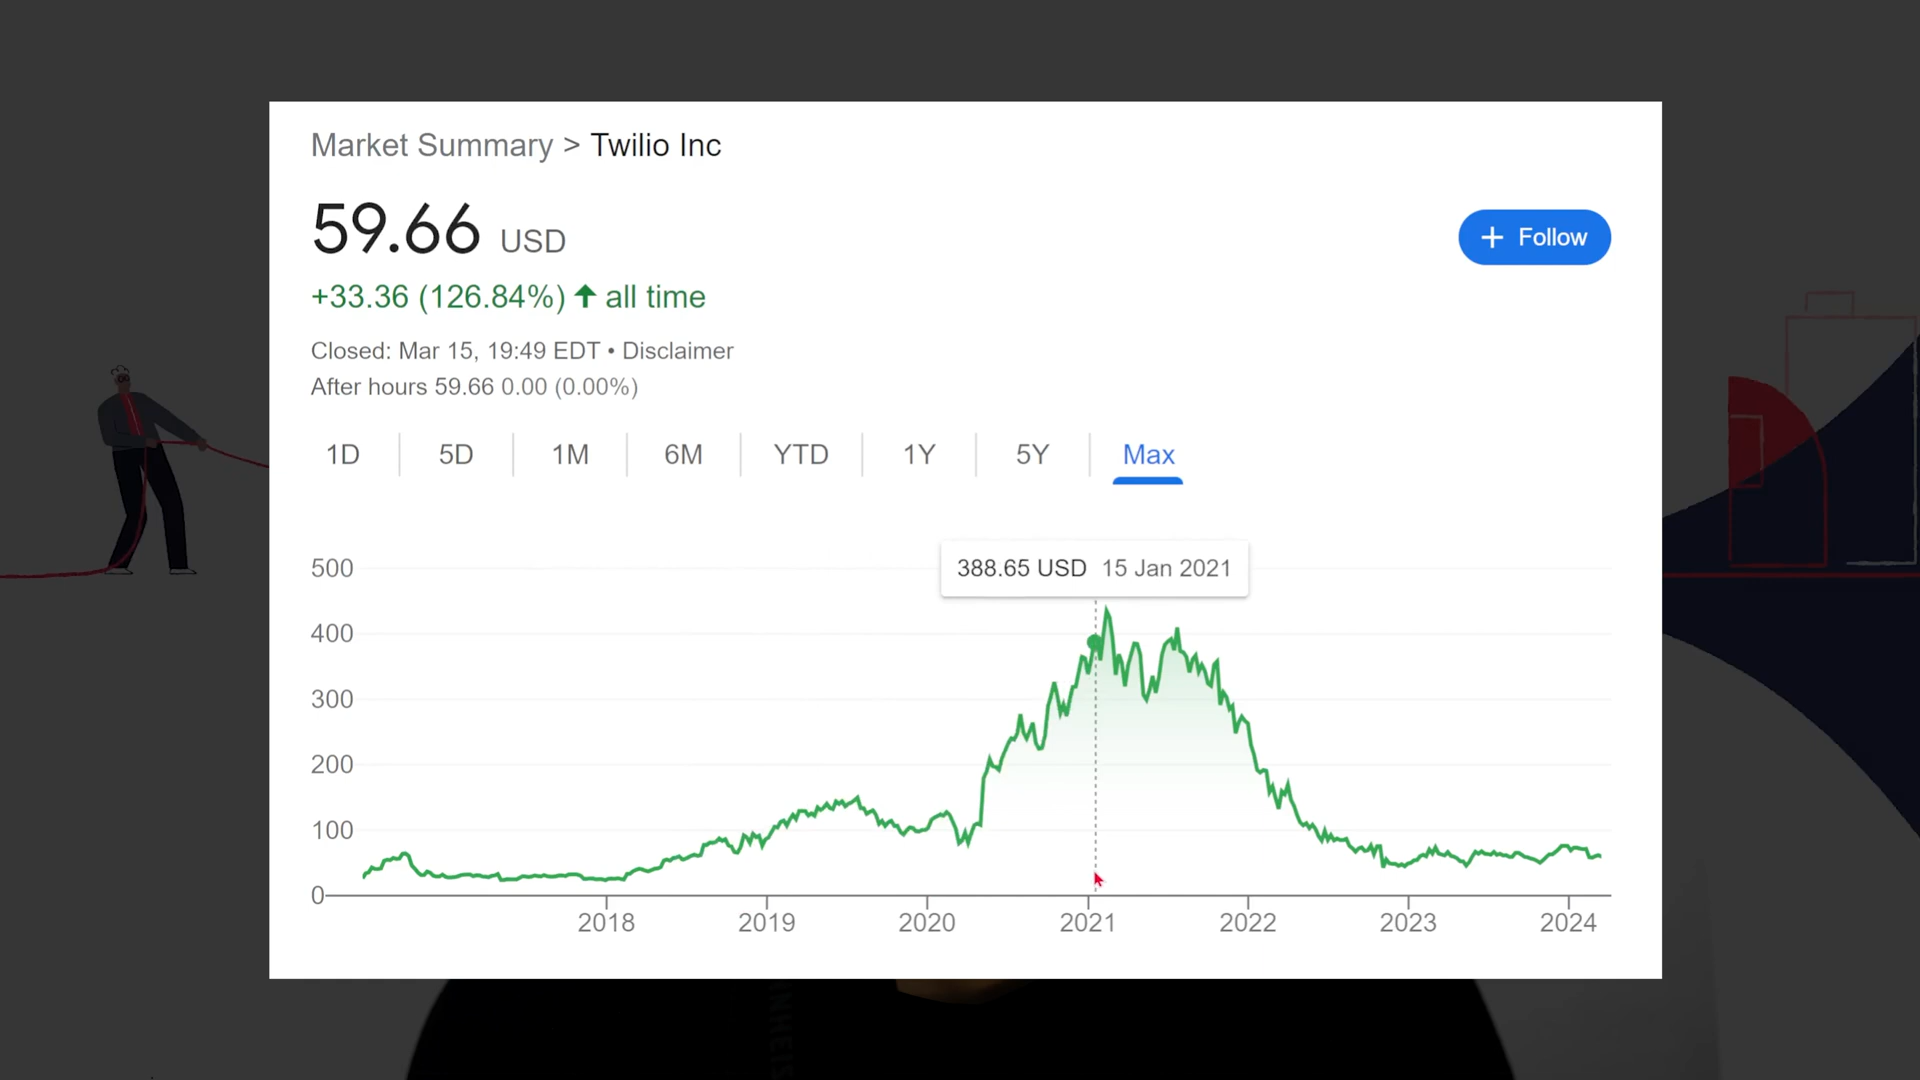 Market Summary > Twilio Inc
59.66 USD
+ Follow
+33.36 (126.84%) ↑ all time
Closed: Mar 15, 19:49 EDT • Disclaimer
After hours 59.66 0.00 (0.00%)
1D 5D 1M 6M YTD 1Y 5Y Max
388.65 USD 15 Jan 2021
500
400
300
200
100
0
2018 2019 2020 2021 2022 2023 2024